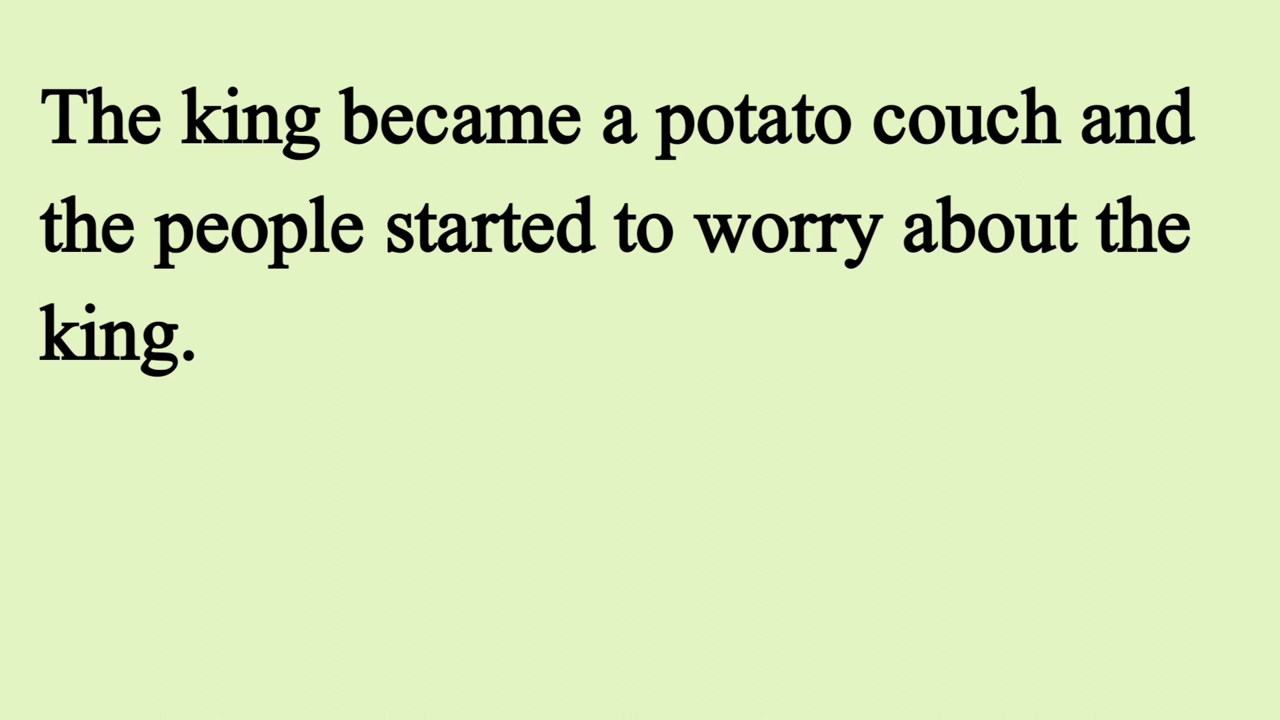 The king became a potato couch and
the people started to worry about the
king.